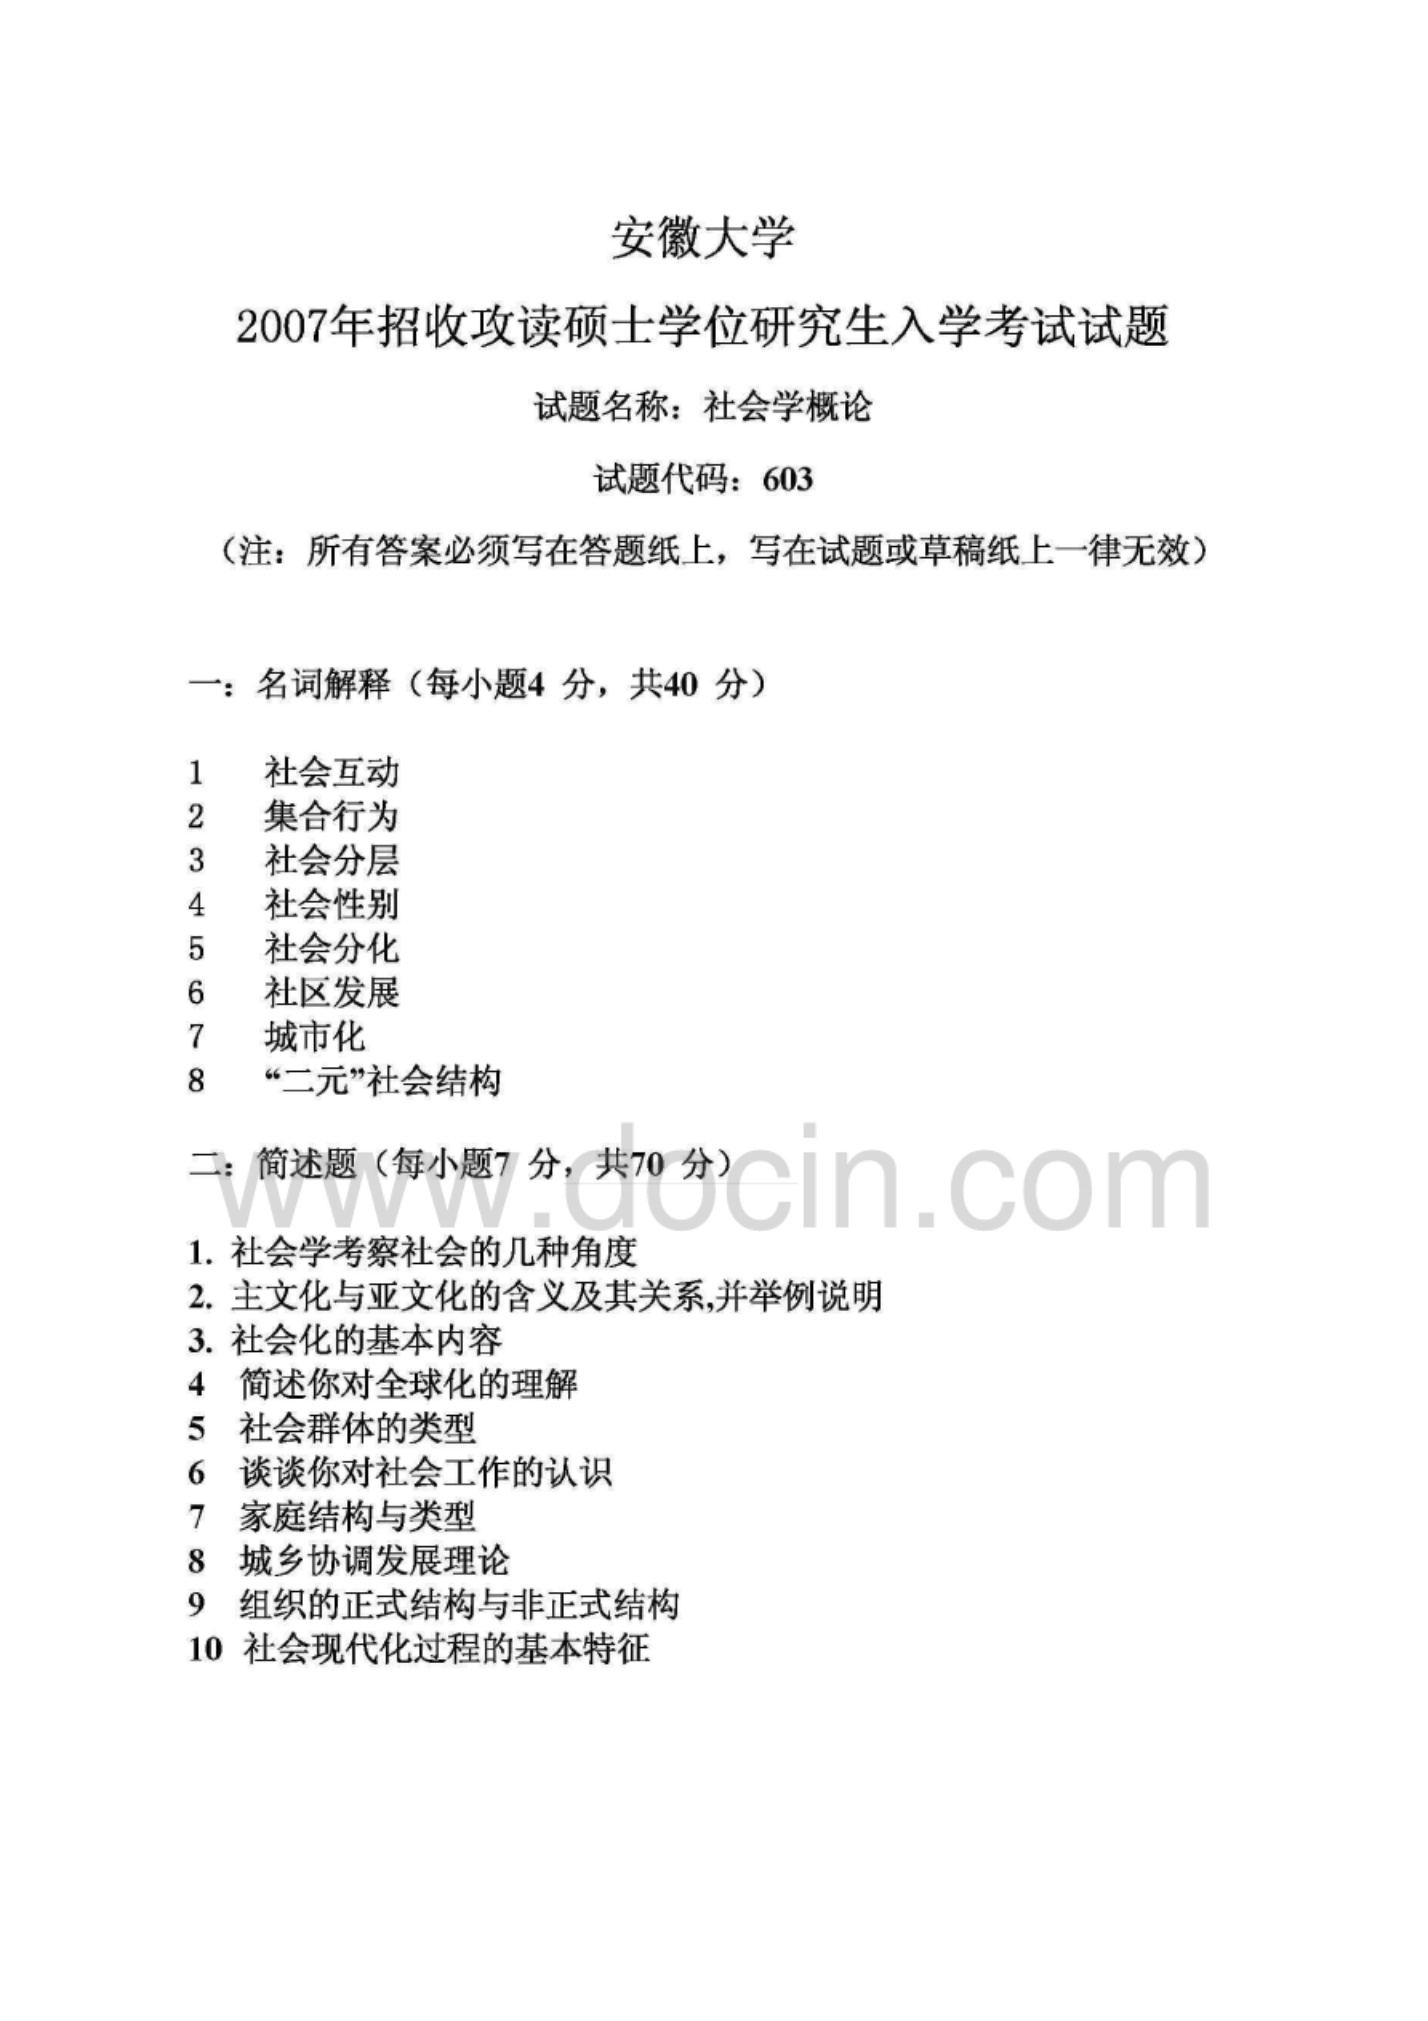 安徽大学
2007年招收攻读硕士学位研究生入学考试试题
试题名称：社会学概论
试题代码：603
（注：所有答案必须写在答题纸上，写在试题或草稿纸上一律无效）
一：名词解释（每小题4 分，共40 分）
1 社会互动
2 集合行为
3 社会分层
4 社会性别
5 社会分化
6 社区发展
7 城市化
8 “二元”社会结构
二：简述题（每小题7 分，共70 分）
www.docin.com
1. 社会学考察社会的几种角度
2. 主文化与亚文化的含义及其关系,并举例说明
3. 社会化的基本内容
4 简述你对全球化的理解
5 社会群体的类型
6 谈谈你对社会工作的认识
7 家庭结构与类型
8 城乡协调发展理论
9 组织的正式结构与非正式结构
10 社会现代化过程的基本特征